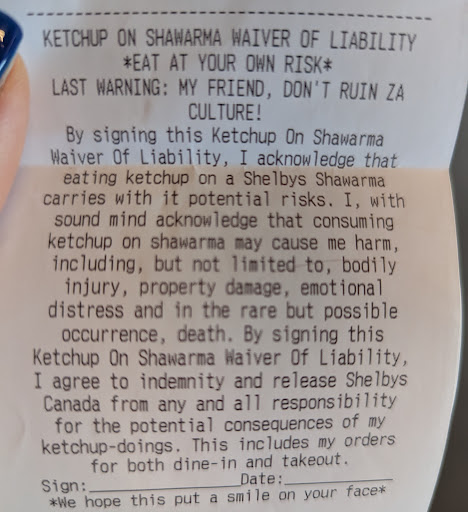 KETCHUP ON SHAWARMA WAIVER OF LIABILITY
*EAT AT YOUR OWN RISK*
LAST WARNING: MY FRIEND, DON'T RUIN ZA
CULTURE!
By signing this Ketchup On Shawarma
Waiver Of Liability, I acknowledge that
eating ketchup on a Shelbys Shawarma
carries with it potential risks. I, with
sound mind acknowledge that consuming
ketchup on shawarma may cause me harm,
including, but not limited to, bodily
injury, property damage, emotional
distress and in the rare but possible
occurrence, death. By signing this
Ketchup On Shawarma Waiver Of Liability,
I agree to indemnity and release Shelbys
Canada from any and all responsibility
for the potential consequences of my
ketchup-doings. This includes my orders
for both dine-in and takeout.
Sign:_______________Date:___________
*We hope this put a smile on your face*